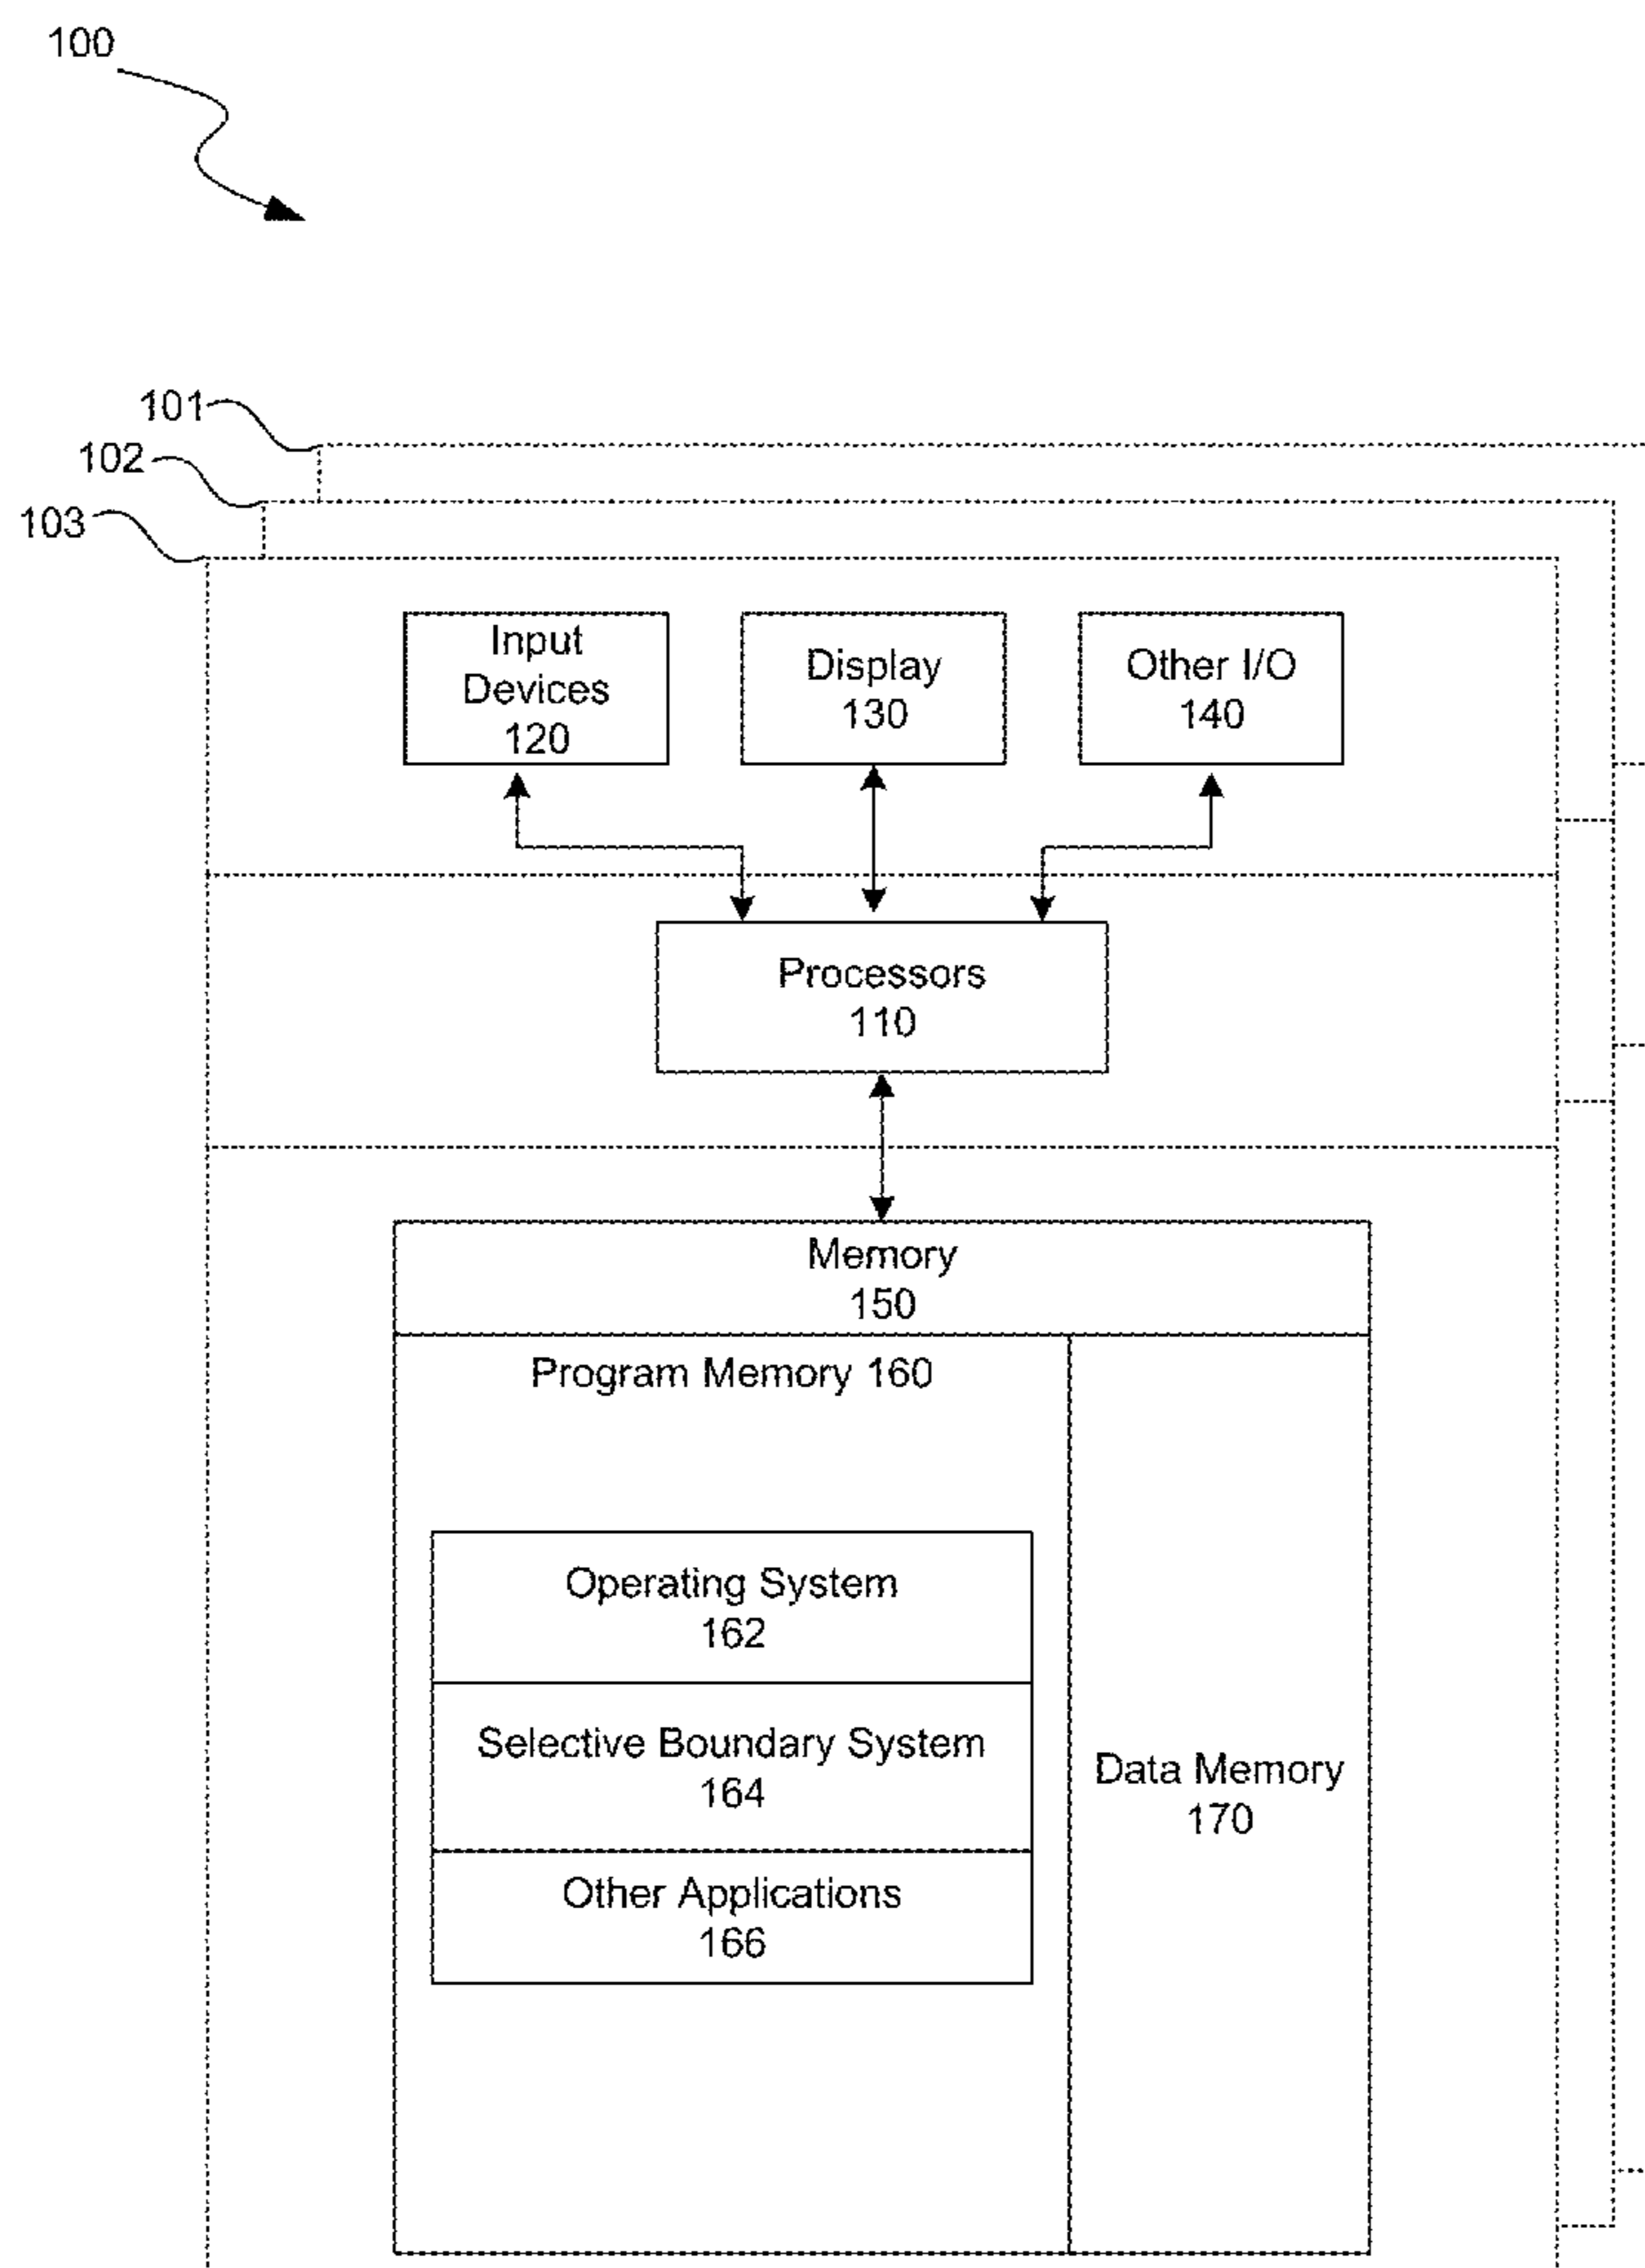 100
101
102
103
Input
Devices
120
Display
130
Other I/O
140
Processors
110
Memory
150
Program Memory 160
Operating System
162
Selective Boundary System
164
Other Applications
166
Data Memory
170